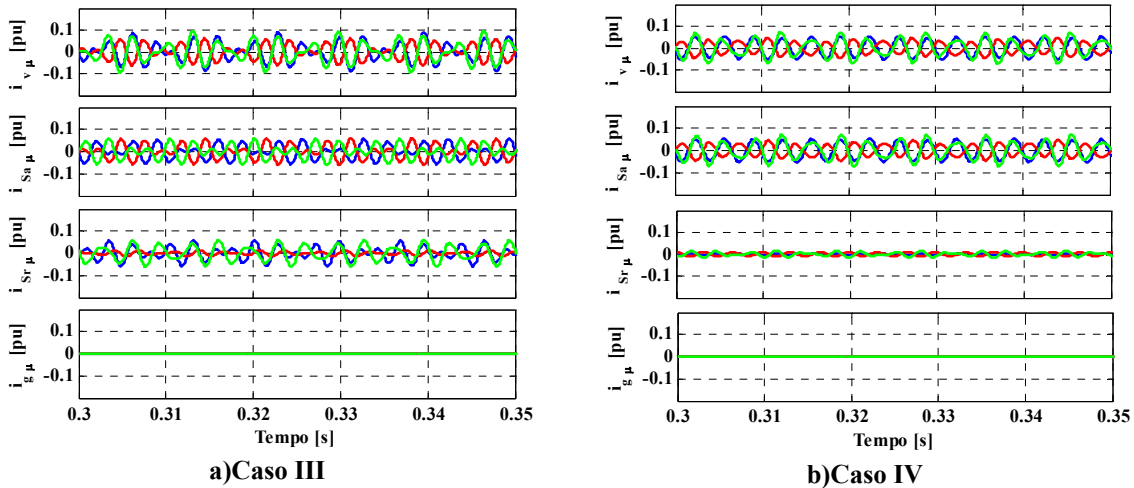 i v μ [pu]
0.1
0
-0.1
i Sa μ [pu]
0.1
0
-0.1
i Sr μ [pu]
0.1
0
-0.1
i g μ [pu]
0.1
0
-0.1
0.3 0.31 0.32 0.33 0.34 0.35
Tempo [s]
a)Caso III
i v μ [pu]
0.1
0
-0.1
i Sa μ [pu]
0.1
0
-0.1
i Sr μ [pu]
0.1
0
-0.1
i g μ [pu]
0.1
0
-0.1
0.3 0.31 0.32 0.33 0.34 0.35
Tempo [s]
b)Caso IV